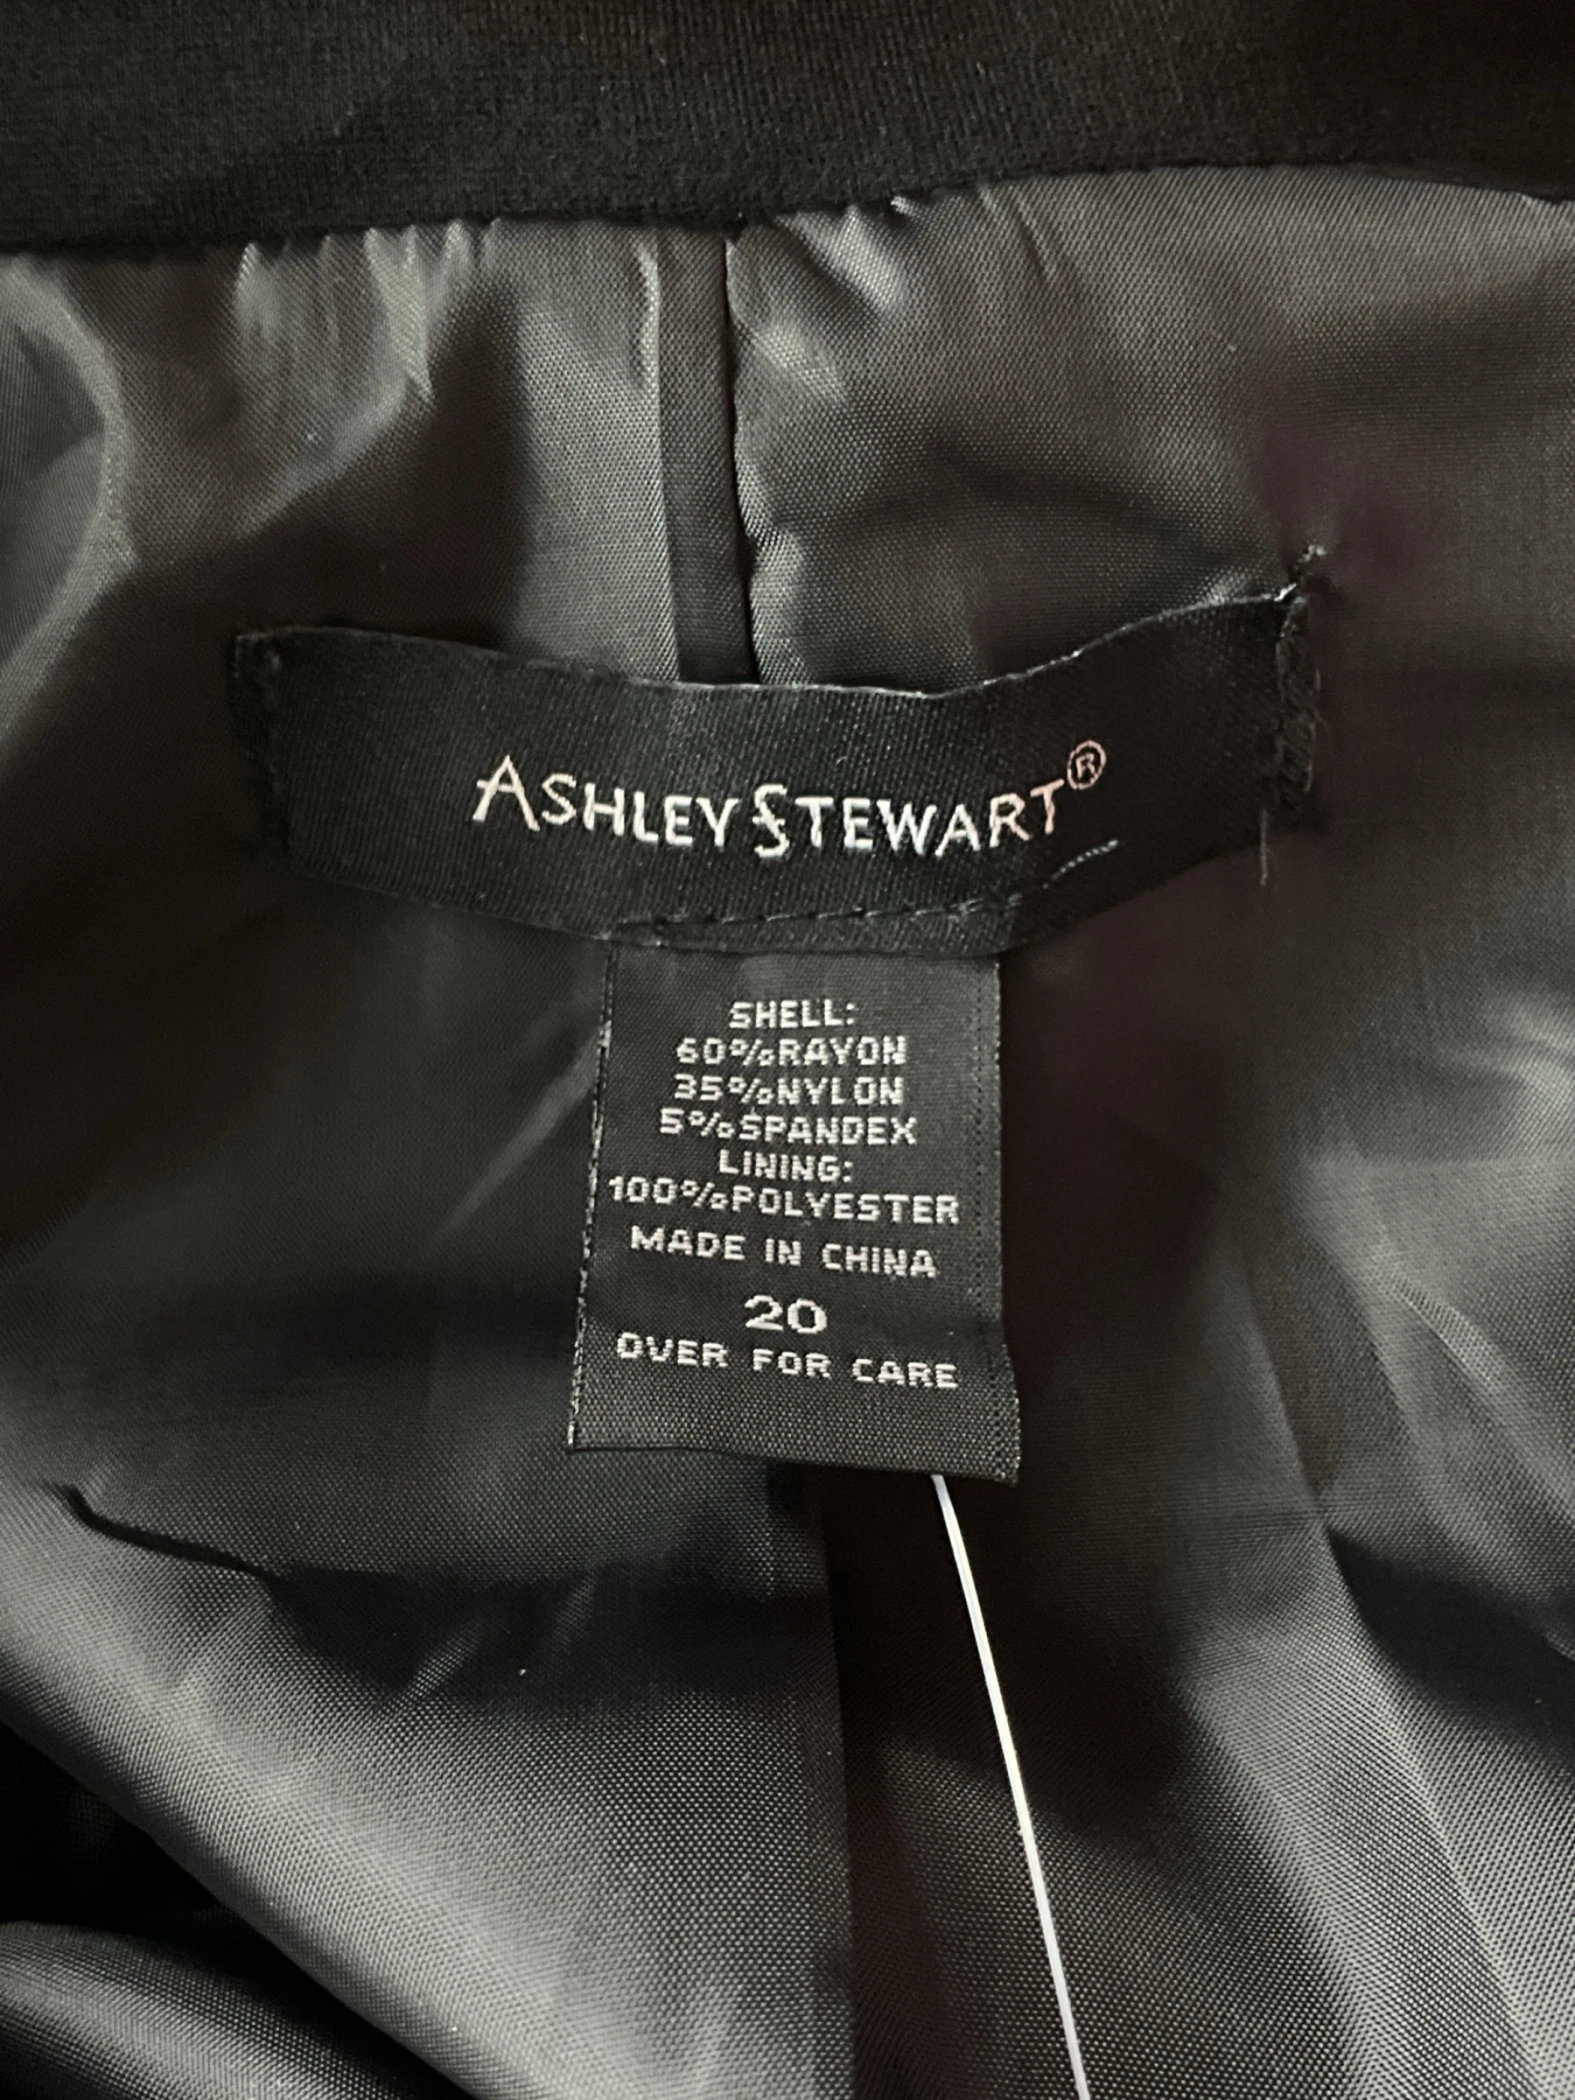 ASHLEY STEWART®
SHELL:
60%RAYON
35%NYLON
5%SPANDEX
LINING:
100%POLYESTER
MADE IN CHINA
20
OVER FOR CARE